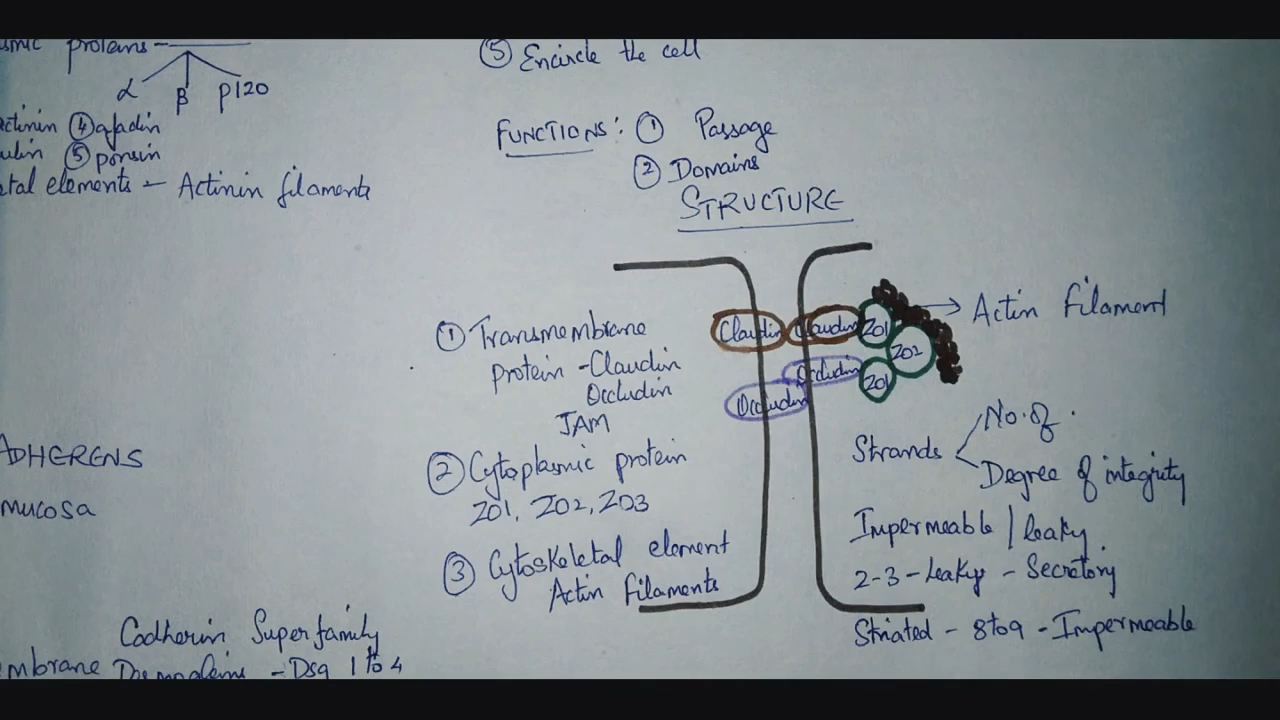 proteins-
α β p120
actinin ④ afadin
⑤ ponsin
elements - Actinin filaments
ADHERENS
mucosa
Cadherin Superfamily
- Dsg 1 to 4
⑤ Encircle the cell
FUNCTIONS: ① Passage
② Domains
STRUCTURE
① Transmembrane
protein - Claudin
Occludin
JAM
② Cytoplasmic protein
ZO1, ZO2, ZO3
③ Cytoskeletal element
Actin filaments
Claudin Claudin ZO1
ZO2
Occludin ZO1
Occludin
Actin Filament
Strands No. of
Degree of integrity
Impermeable / leaky
2-3 - Leaky - Secretory
Striated - 8 to 9 - Impermeable